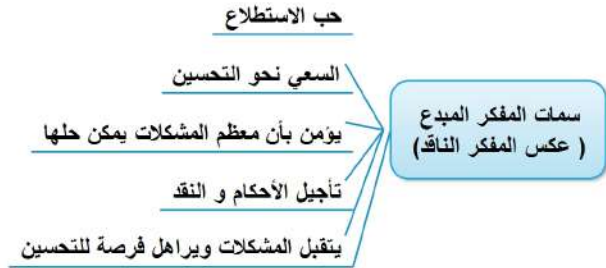 حب الاستطلاع
السعي نحو التحسين
سمات المفكر المبدع
( عكس المفكر الناقد)
يؤمن بأن معظم المشكلات يمكن حلها
تأجيل الأحكام و النقد
يتقبل المشكلات ويراهل فرصة للتحسين